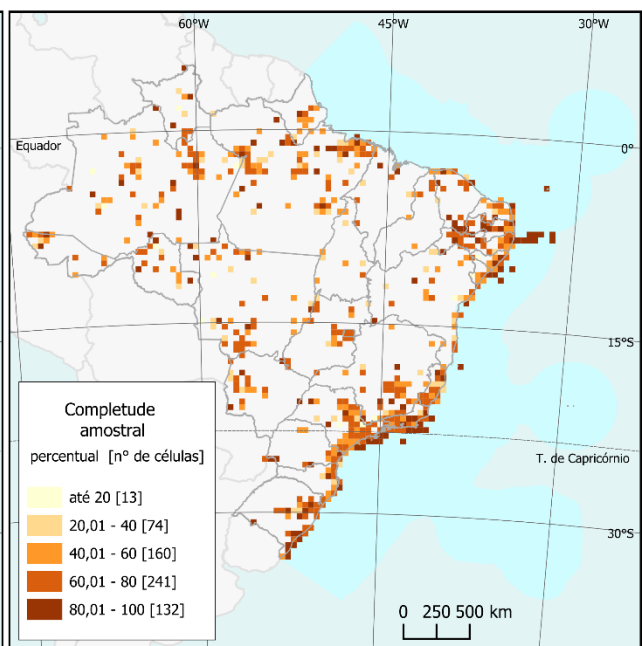 60°W
45°W
30°W
Equador
0°
15°S
T. de Capricórnio
30°S
Completude
amostral
percentual [n° de células]
até 20 [13]
20,01 - 40 [74]
40,01 - 60 [160]
60,01 - 80 [241]
80,01 - 100 [132]
0 250 500 km